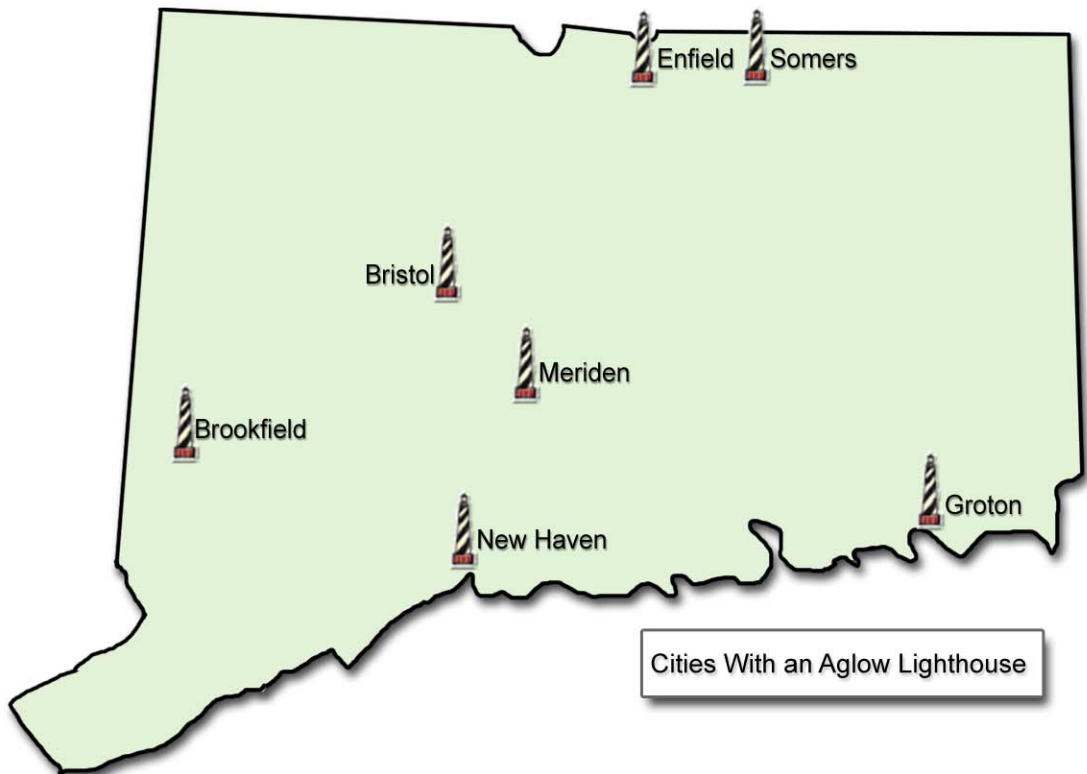 Enfield
Somers
Bristol
Meriden
Brookfield
Groton
New Haven
Cities With an Aglow Lighthouse